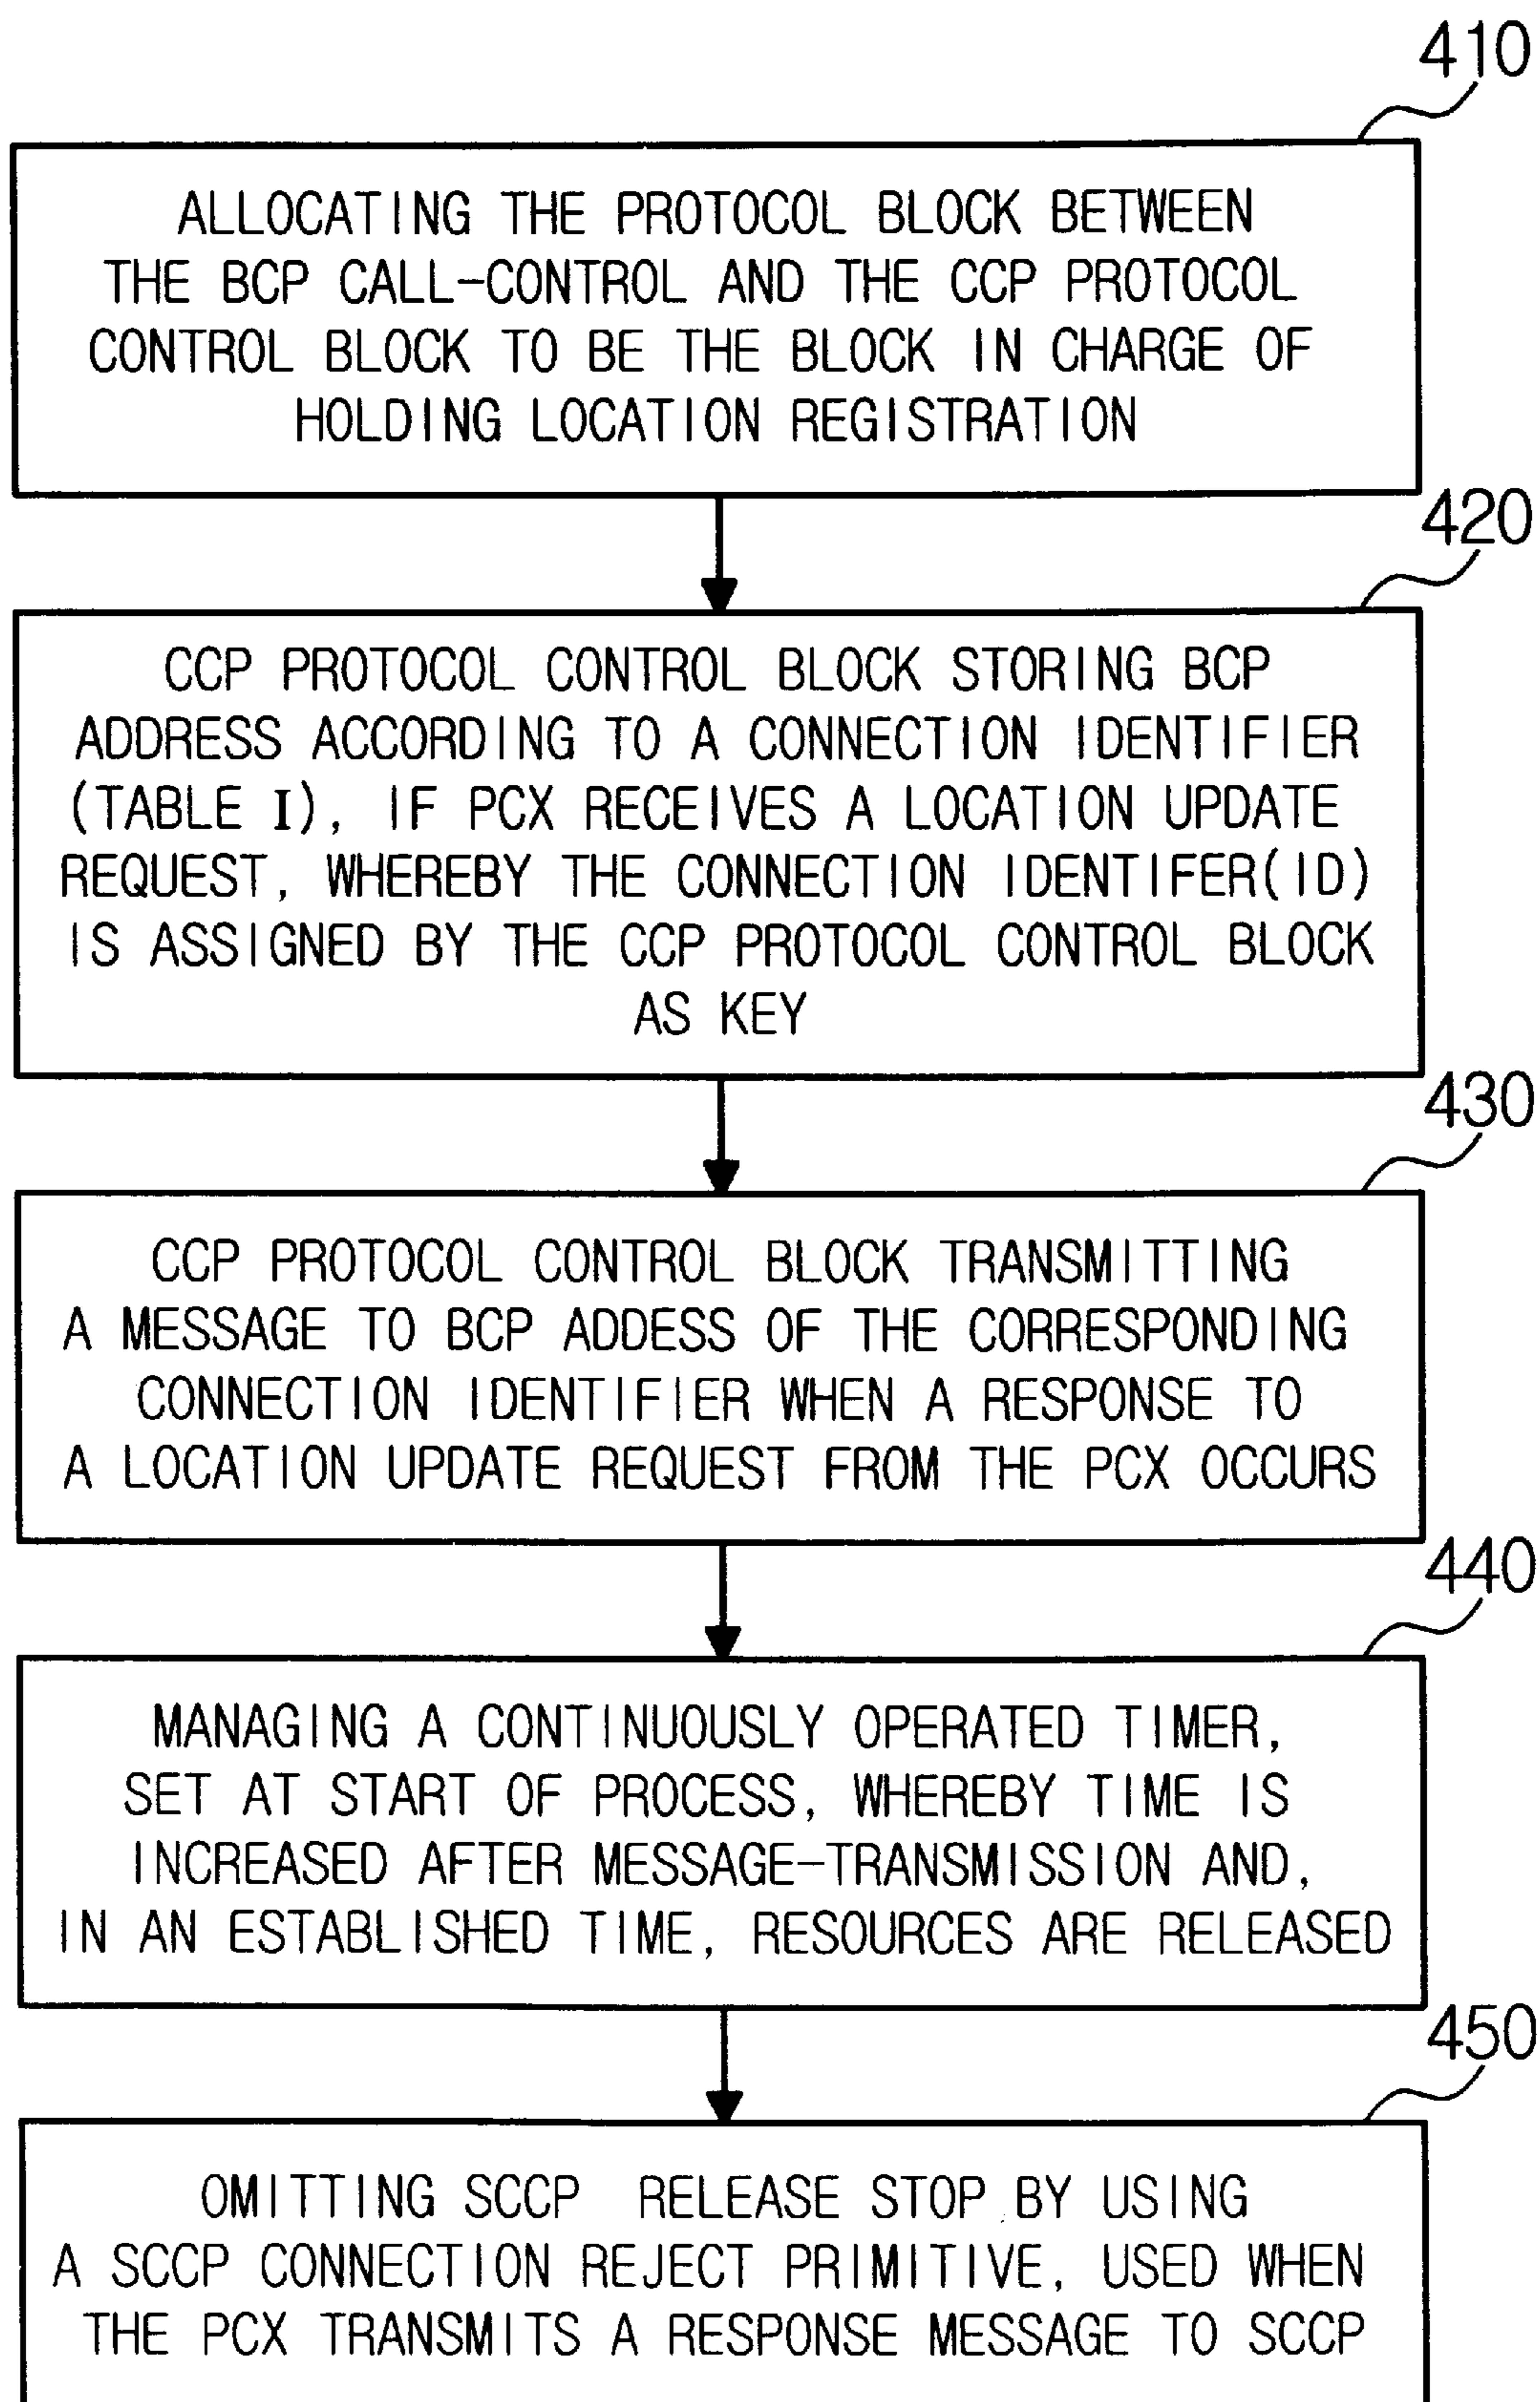 410
ALLOCATING THE PROTOCOL BLOCK BETWEEN
THE BCP CALL-CONTROL AND THE CCP PROTOCOL
CONTROL BLOCK TO BE THE BLOCK IN CHARGE OF
HOLDING LOCATION REGISTRATION
420
CCP PROTOCOL CONTROL BLOCK STORING BCP
ADDRESS ACCORDING TO A CONNECTION IDENTIFIER
(TABLE I), IF PCX RECEIVES A LOCATION UPDATE
REQUEST, WHEREBY THE CONNECTION IDENTIFER(ID)
IS ASSIGNED BY THE CCP PROTOCOL CONTROL BLOCK
AS KEY
430
CCP PROTOCOL CONTROL BLOCK TRANSMITTING
A MESSAGE TO BCP ADDESS OF THE CORRESPONDING
CONNECTION IDENTIFIER WHEN A RESPONSE TO
A LOCATION UPDATE REQUEST FROM THE PCX OCCURS
440
MANAGING A CONTINUOUSLY OPERATED TIMER,
SET AT START OF PROCESS, WHEREBY TIME IS
INCREASED AFTER MESSAGE-TRANSMISSION AND,
IN AN ESTABLISHED TIME, RESOURCES ARE RELEASED
450
OMITTING SCCP RELEASE STOP BY USING
A SCCP CONNECTION REJECT PRIMITIVE, USED WHEN
THE PCX TRANSMITS A RESPONSE MESSAGE TO SCCP